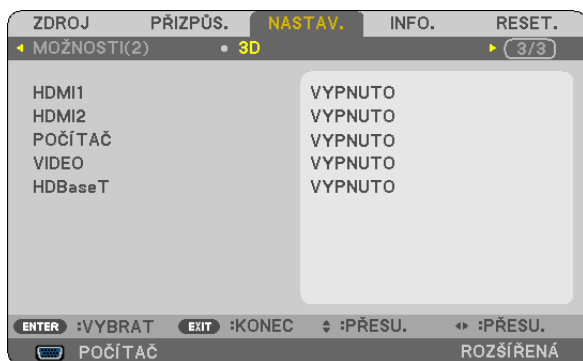 ZDROJ PŘIZPŮS. NASTAV. INFO. RESET.
MOŽNOSTI(2) 3D 3/3
HDMI1 VYPNUTO
HDMI2 VYPNUTO
POČÍTAČ VYPNUTO
VIDEO VYPNUTO
HDBaseT VYPNUTO
ENTER :VYBRAT EXIT :KONEC :PŘESU. :PŘESU.
POČÍTAČ ROZŠÍŘENÁ